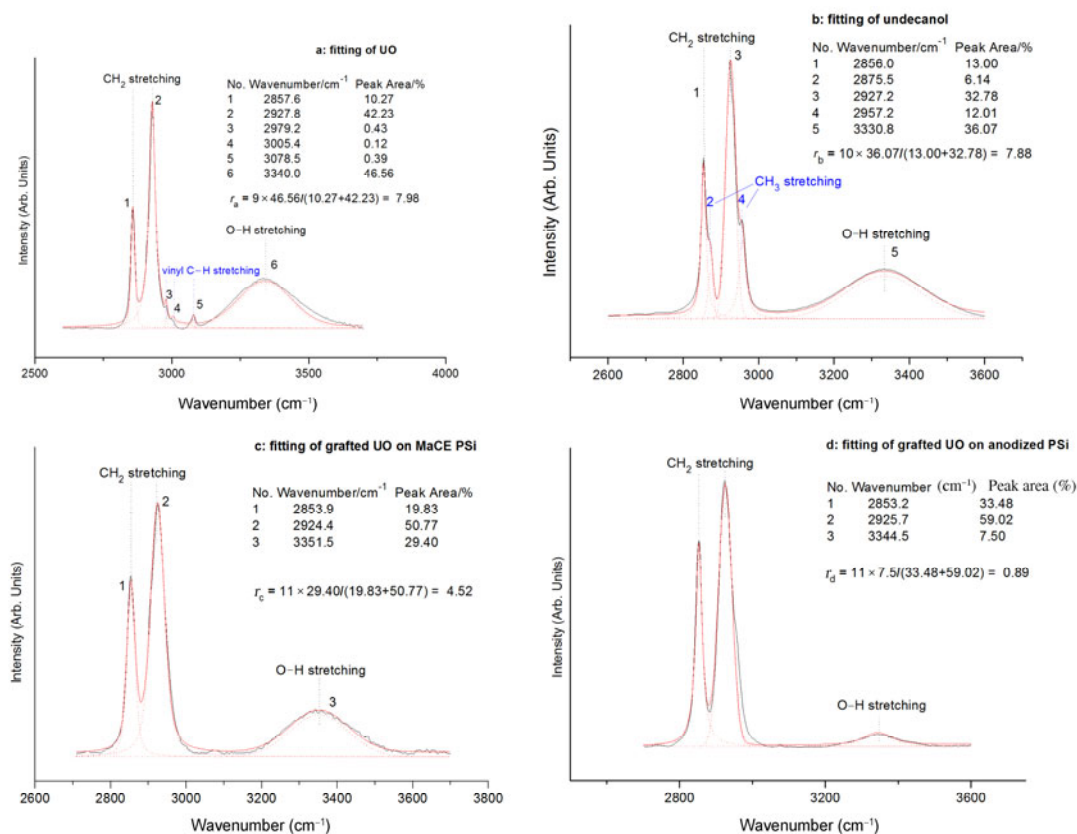 a: fitting of UO
CH2 stretching
No. Wavenumber/cm−1 Peak Area/%
1 2857.6 10.27
2 2927.8 42.23
3 2979.2 0.43
4 3005.4 0.12
5 3078.5 0.39
6 3340.0 46.56
ra = 9×46.56/(10.27+42.23) = 7.98
1
2
3
4
5
6
vinyl C−H stretching
O−H stretching
Intensity (Arb. Units)
2500 3000 3500 4000
Wavenumber (cm−1)
b: fitting of undecanol
CH2 stretching
No. Wavenumber/cm−1 Peak Area/%
1 2856.0 13.00
2 2875.5 6.14
3 2927.2 32.78
4 2957.2 12.01
5 3330.8 36.07
rb = 10×36.07/(13.00+32.78) = 7.88
1
2
3
4
5
CH3 stretching
O−H stretching
Intensity (Arb. Units)
2600 2800 3000 3200 3400 3600
Wavenumber (cm−1)
c: fitting of grafted UO on MaCE PSi
CH2 stretching
No. Wavenumber/cm−1 Peak Area/%
1 2853.9 19.83
2 2924.4 50.77
3 3351.5 29.40
rc = 11×29.40/(19.83+50.77) = 4.52
1
2
3
O−H stretching
Intensity (Arb. Units)
2600 2800 3000 3200 3400 3600 3800
Wavenumber (cm−1)
d: fitting of grafted UO on anodized PSi
CH2 stretching
No. Wavenumber (cm−1) Peak area (%)
1 2853.2 33.48
2 2925.7 59.02
3 3344.5 7.50
rd = 11×7.5/(33.48+59.02) = 0.89
O−H stretching
Intensity (Arb. Units)
2800 3200 3600
Wavenumber (cm−1)